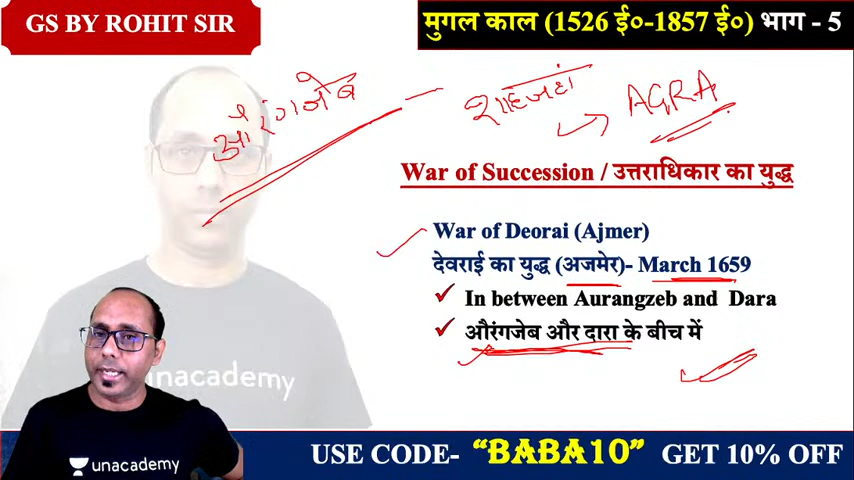 GS BY ROHIT SIR
मुगल काल (1526 ई०-1857 ई०) भाग - 5
औरंगजेब
शाहजहां
AGRA
War of Succession / उत्तराधिकार का युद्ध
War of Deorai (Ajmer)
देवराई का युद्ध (अजमेर)- March 1659
In between Aurangzeb and Dara
औरंगजेब और दारा के बीच में
unacademy
unacademy
USE CODE- “BABA10” GET 10% OFF